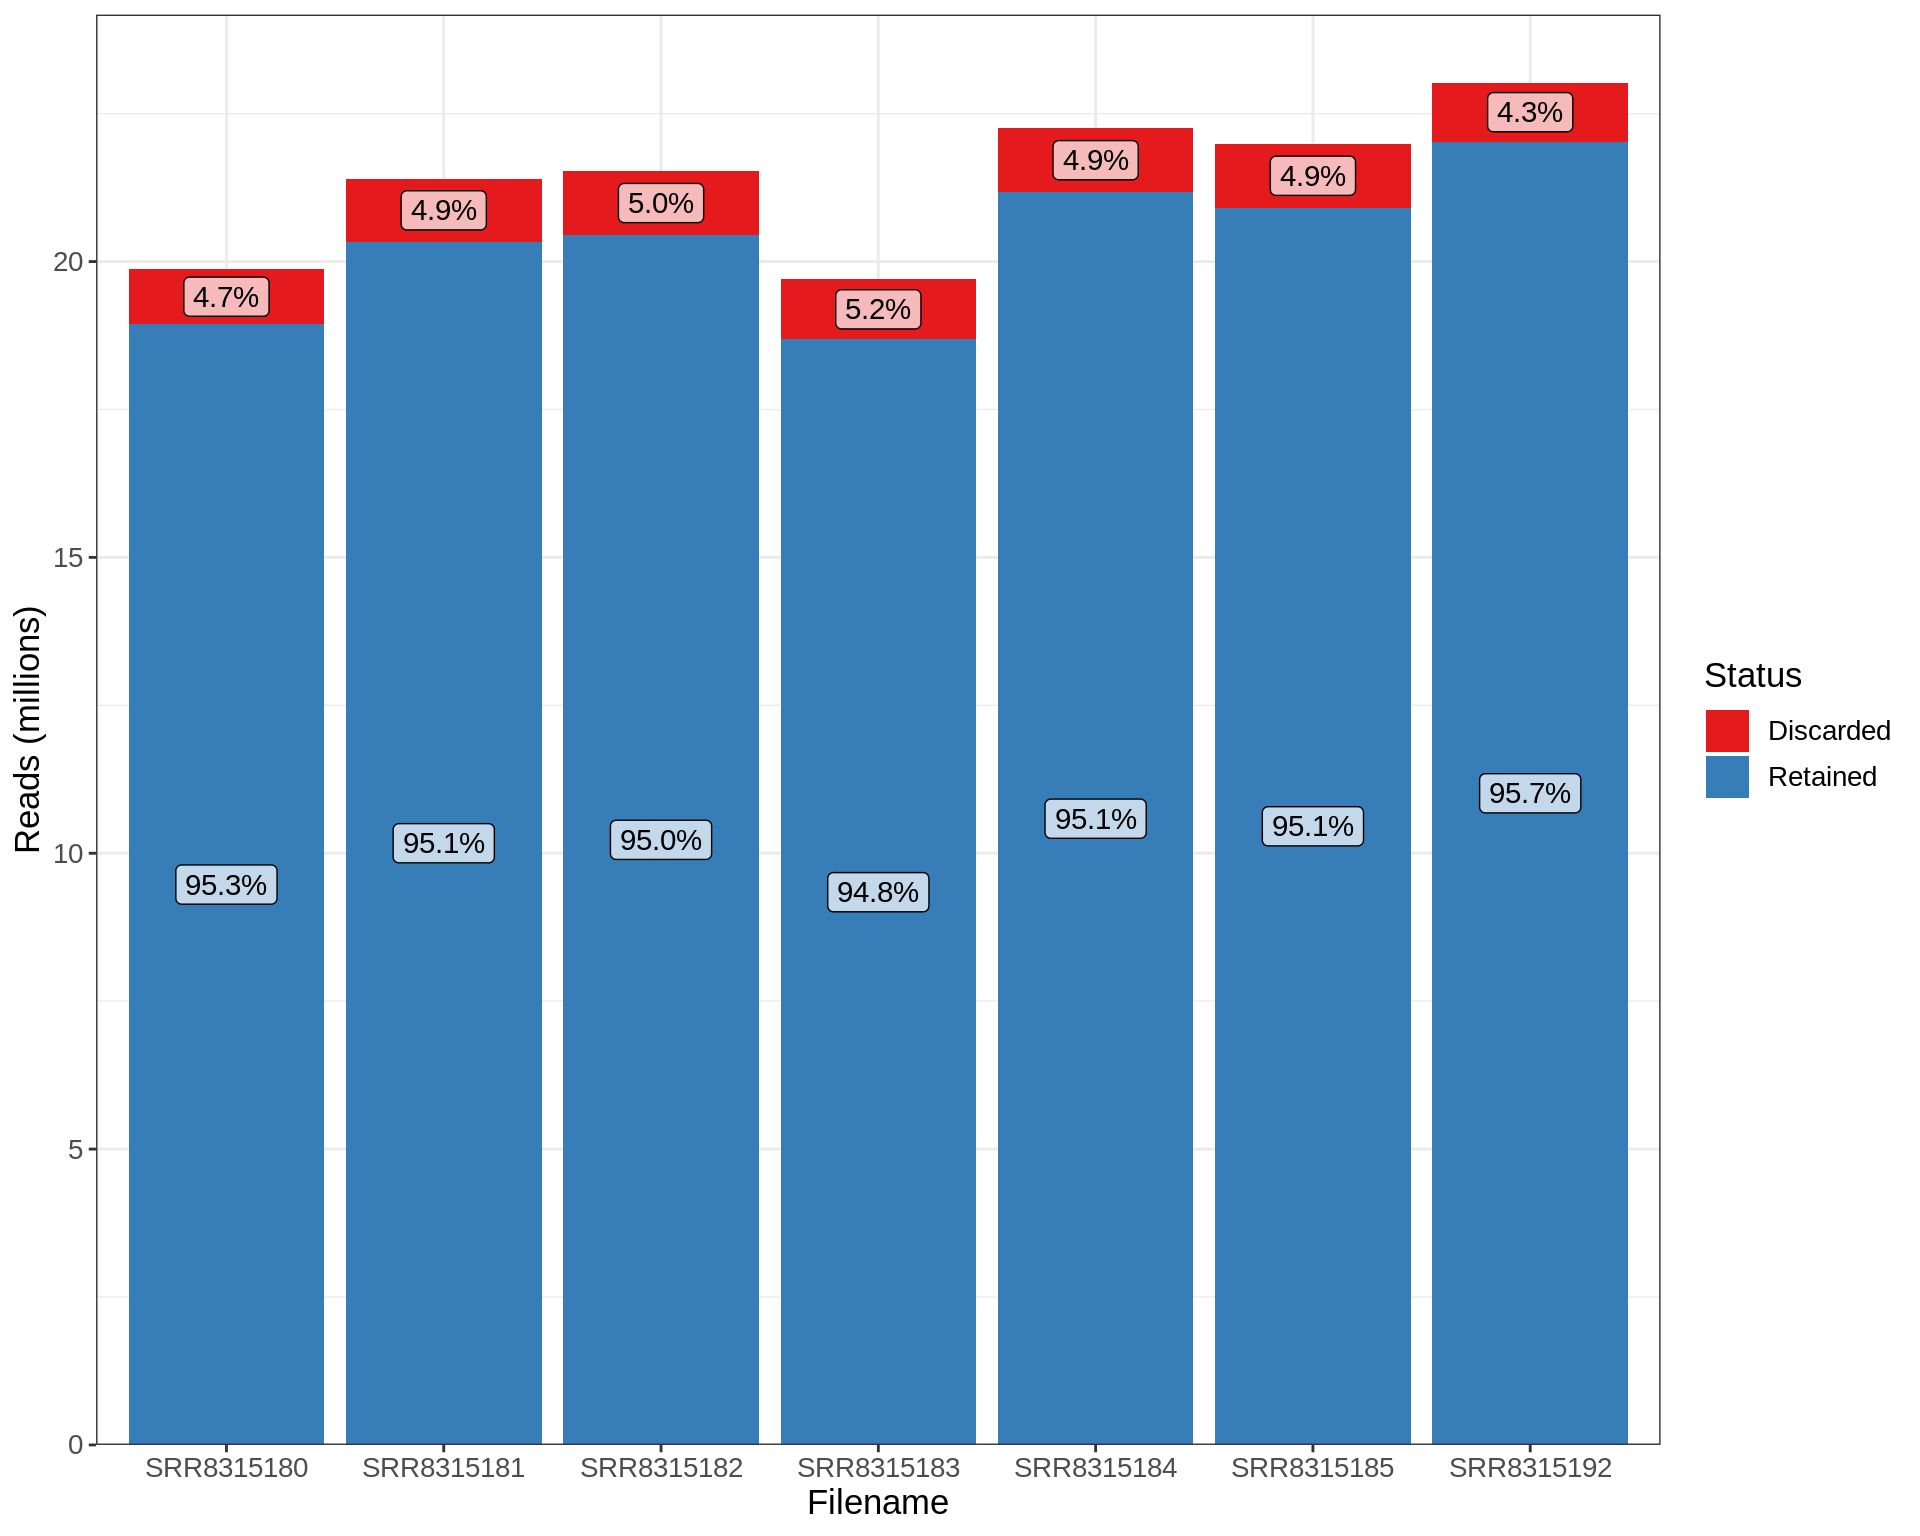 Reads (millions)
20
15
10
5
0
4.7%
4.9%
5.0%
5.2%
4.9%
4.9%
4.3%
95.3%
95.1%
95.0%
94.8%
95.1%
95.1%
95.7%
SRR8315180
SRR8315181
SRR8315182
SRR8315183
SRR8315184
SRR8315185
SRR8315192
Filename
Status
Discarded
Retained